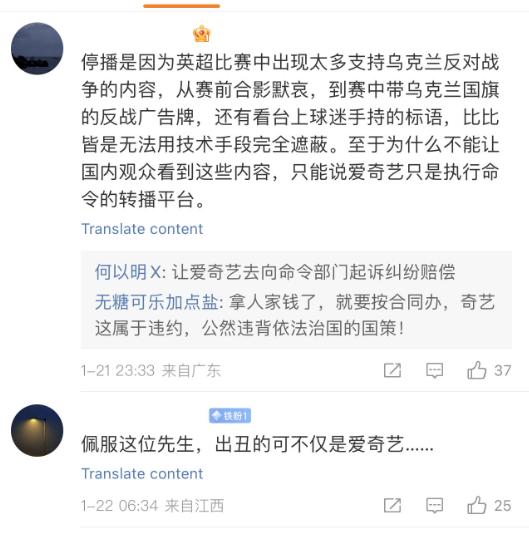 停播是因为英超比赛中出现太多支持乌克兰反对战
争的内容，从赛前合影默哀，到赛中带乌克兰国旗
的反战广告牌，还有看台上球迷手持的标语，比比
皆是无法用技术手段完全遮蔽。至于为什么不能让
国内观众看到这些内容，只能说爱奇艺只是执行命
令的转播平台。
Translate content
何以明X: 让爱奇艺去向命令部门起诉纠纷赔偿
无糖可乐加点盐: 拿人家钱了，就要按合同办，奇艺
这属于违约，公然违背依法治国的国策！
1-21 23:33 来自广东
37
铁粉1
佩服这位先生，出丑的可不仅是爱奇艺......
Translate content
1-22 06:34 来自江西
25